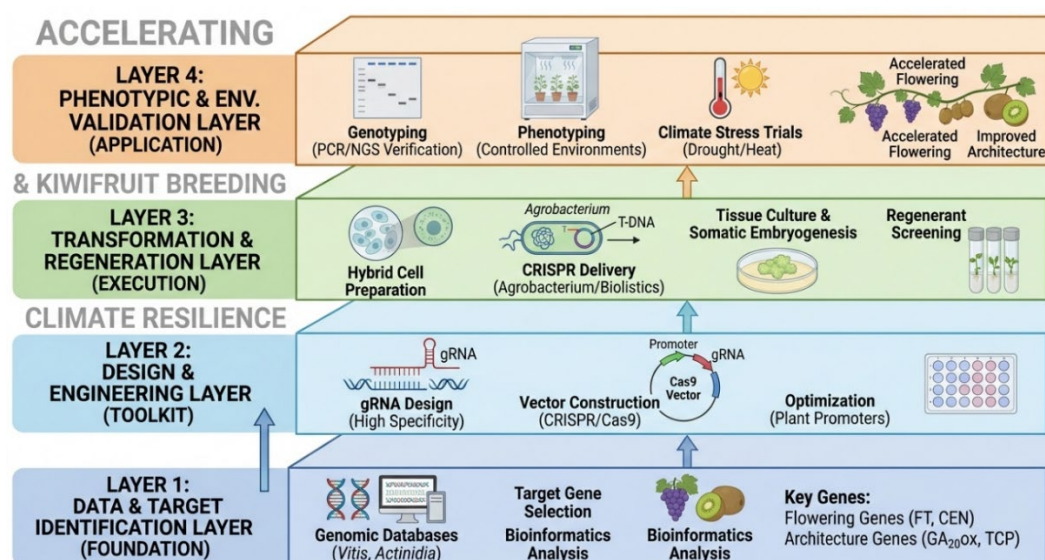 ACCELERATING
LAYER 4:
PHENOTYPIC & ENV.
VALIDATION LAYER
(APPLICATION)
Genotyping
(PCR/NGS Verification)
Phenotyping
(Controlled Environments)
Climate Stress Trials
(Drought/Heat)
Accelerated
Flowering
Accelerated
Flowering
Improved
Architecture
& KIWIFRUIT BREEDING
LAYER 3:
TRANSFORMATION &
REGENERATION LAYER
(EXECUTION)
Hybrid Cell
Preparation
Agrobacterium
T-DNA
T
CRISPR Delivery
(Agrobacterium/Biolistics)
Tissue Culture &
Somatic Embryogenesis
Regenerant
Screening
CLIMATE RESILIENCE
LAYER 2:
DESIGN &
ENGINEERING LAYER
(TOOLKIT)
gRNA
gRNA Design
(High Specificity)
Vector Construction
(CRISPR/Cas9)
Promoter
gRNA
Cas9
Vector
Optimization
(Plant Promoters)
LAYER 1:
DATA & TARGET
IDENTIFICATION LAYER
(FOUNDATION)
Genomic Databases
(Vitis, Actinidia)
Target Gene
Selection
Bioinformatics
Analysis
Bioinformatics
Analysis
Key Genes:
Flowering Genes (FT, CEN)
Architecture Genes (GA₂₀ox, TCP)